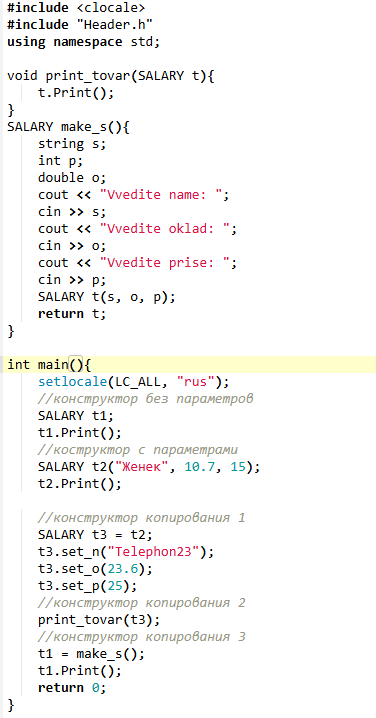 #include <clocale>
#include "Header.h"
using namespace std;

void print_tovar(SALARY t){
    t.Print();
}
SALARY make_s(){
    string s;
    int p;
    double o;
    cout << "Vvedite name: ";
    cin >> s;
    cout << "Vvedite oklad: ";
    cin >> o;
    cout << "Vvedite prise: ";
    cin >> p;
    SALARY t(s, o, p);
    return t;
}

int main(){
    setlocale(LC_ALL, "rus");
    //конструктор без параметров
    SALARY t1;
    t1.Print();
    //коструктор с параметрами
    SALARY t2("Женек", 10.7, 15);
    t2.Print();

    //конструктор копирования 1
    SALARY t3 = t2;
    t3.set_n("Telephon23");
    t3.set_o(23.6);
    t3.set_p(25);
    //конструктор копирования 2
    print_tovar(t3);
    //конструктор копирования 3
    t1 = make_s();
    t1.Print();
    return 0;
}